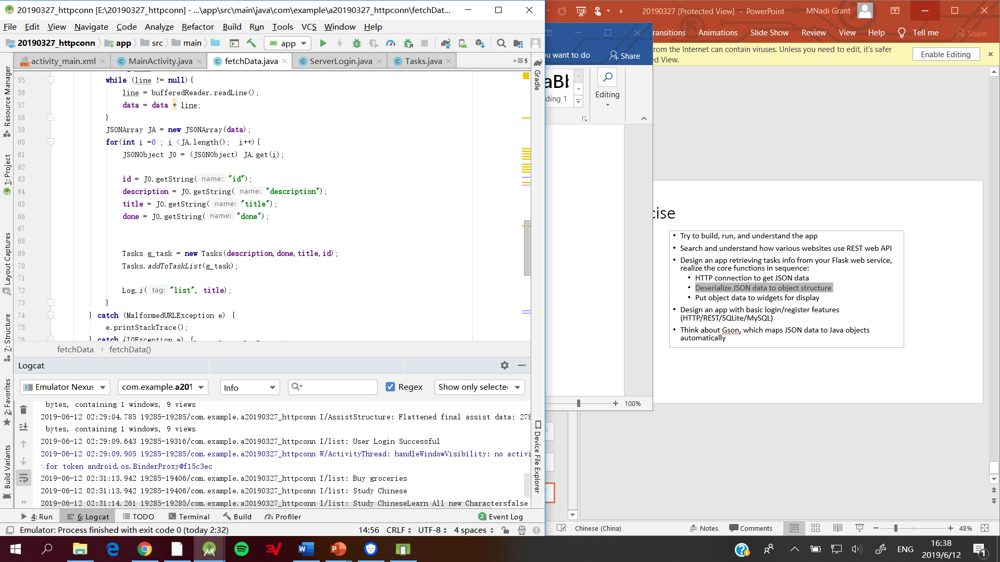 20190327_httpconn [E:\20190327_httpconn] - ...\app\src\main\java\com\example\a20190327_httpconn\fetchDat...
File Edit View Navigate Code Analyze Refactor Build Run Tools VCS Window Help
20190327_httpconn app src main app
activity_main.xml MainActivity.java fetchData.java ServerLogin.java Tasks.java 5
55 while (line != null){
56 line = bufferedReader.readLine();
57 data = data + line;
58 }
59 JSONArray JA = new JSONArray(data);
60 for(int i =0 ; i <JA.length(); i++){
61 JSONObject JO = (JSONObject) JA.get(i);
62
63 id = JO.getString( name: "id");
64 description = JO.getString( name: "description");
65 title = JO.getString( name: "title");
66 done = JO.getString( name: "done");
67
68
69 Tasks g_task = new Tasks(description,done,title,id);
70 Tasks.addToTaskList(g_task);
71
72 Log.i( tag: "list", title);
73 }
74 } catch (MalformedURLException e) {
75 e.printStackTrace();
76 } catch (IOException e) {
fetchData › fetchData()
Resource Manager
1: Project
Layout Captures
Z: Structure
2: Favorites
Build Variants
Gradle
Device File Explorer
Logcat
Emulator Nexus com.example.a201 Info Regex Show only selected
bytes, containing 1 windows, 9 views
2019-06-12 02:29:04.785 19285-19285/com.example.a20190327_httpconn I/AssistStructure: Flattened final assist data: 278
bytes, containing 1 windows, 9 views
2019-06-12 02:29:09.643 19285-19316/com.example.a20190327_httpconn I/list: User Login Successful
2019-06-12 02:29:09.905 19285-19285/com.example.a20190327_httpconn W/ActivityThread: handleWindowVisibility: no activi
for token android.os.BinderProxy@f15c3ec
2019-06-12 02:31:13.942 19285-19406/com.example.a20190327_httpconn I/list: Buy groceries
2019-06-12 02:31:13.942 19285-19406/com.example.a20190327_httpconn I/list: Study Chinese
2019-06-12 02:31:14.261 19285-19285/com.example.a20190327_httpconn I/list: Study ChineseLearn All new Charactersfalse
4: Run 6: Logcat TODO Terminal Build Profiler 2 Event Log
Emulator: Process finished with exit code 0 (today 2:32) 14:56 CRLF UTF-8 4 spaces
20190327 [Protected View] - PowerPoint MNadi Grant
ransitions Animations Slide Show Review View Help Tell me Share
rom the Internet can contain viruses. Unless you need to edit, it's safer
ed View.
Enable Editing
u want to do Share
aBb
ding 1
Editing
100%
cise
• Try to build, run, and understand the app
• Search and understand how various websites use REST web API
• Design an app retrieving tasks info from your Flask web service,
realize the core functions in sequence:
• HTTP connection to get JSON data
• Deserialize JSON data to object structure
• Put object data to widgets for display
• Design an app with basic login/register features
(HTTP/REST/SQLite/MySQL)
• Think about Gson, which maps JSON data to Java objects
automatically
Chinese (China) Notes Comments 48%
ENG
16:38
2019/6/12
1